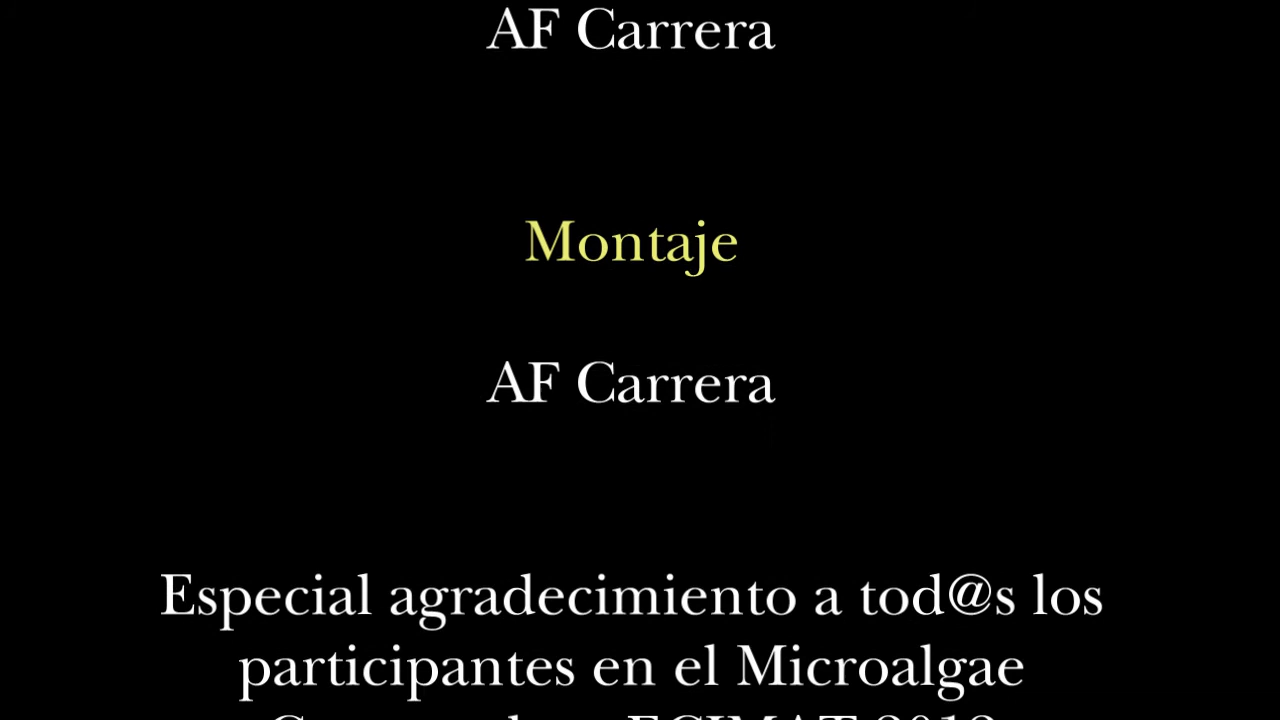 AF Carrera
Montaje
AF Carrera
Especial agradecimiento a tod@s los
participantes en el Microalgae